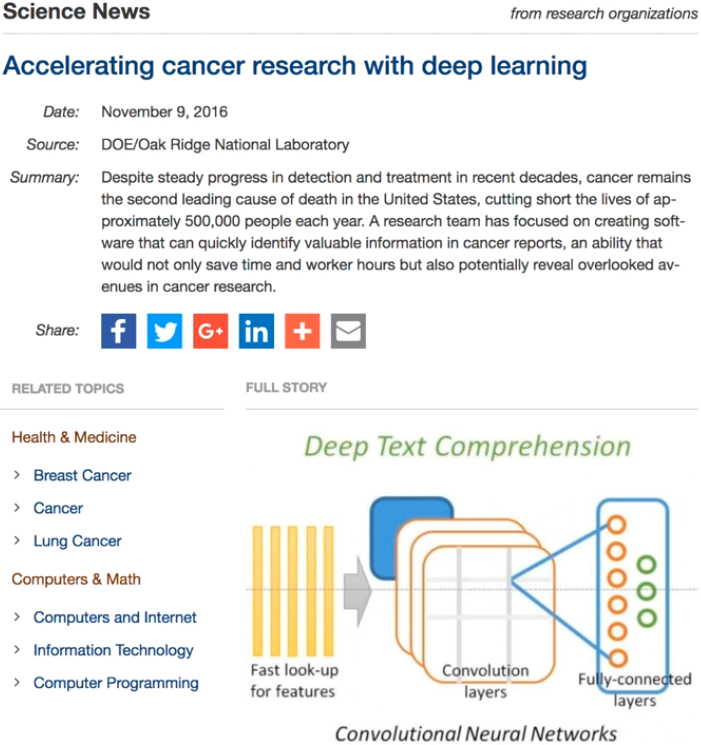 Science News
from research organizations
Accelerating cancer research with deep learning
Date: November 9, 2016
Source: DOE/Oak Ridge National Laboratory
Summary: Despite steady progress in detection and treatment in recent decades, cancer remains
the second leading cause of death in the United States, cutting short the lives of ap-
proximately 500,000 people each year. A research team has focused on creating soft-
ware that can quickly identify valuable information in cancer reports, an ability that
would not only save time and worker hours but also potentially reveal overlooked av-
enues in cancer research.
Share: f G+ in +
RELATED TOPICS
Health & Medicine
> Breast Cancer
> Cancer
> Lung Cancer
Computers & Math
> Computers and Internet
> Information Technology
> Computer Programming
FULL STORY
Deep Text Comprehension
Fast look-up
for features
Convolution
layers
Fully-connected
layers
Convolutional Neural Networks